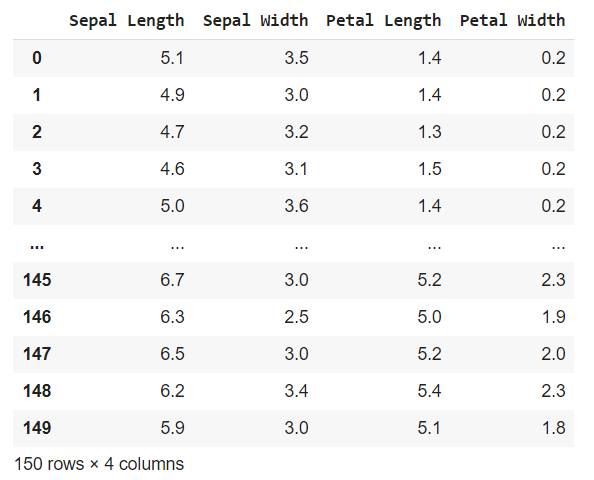 Sepal Length Sepal Width Petal Length Petal Width
0 5.1 3.5 1.4 0.2
1 4.9 3.0 1.4 0.2
2 4.7 3.2 1.3 0.2
3 4.6 3.1 1.5 0.2
4 5.0 3.6 1.4 0.2
... ... ... ... ...
145 6.7 3.0 5.2 2.3
146 6.3 2.5 5.0 1.9
147 6.5 3.0 5.2 2.0
148 6.2 3.4 5.4 2.3
149 5.9 3.0 5.1 1.8
150 rows × 4 columns